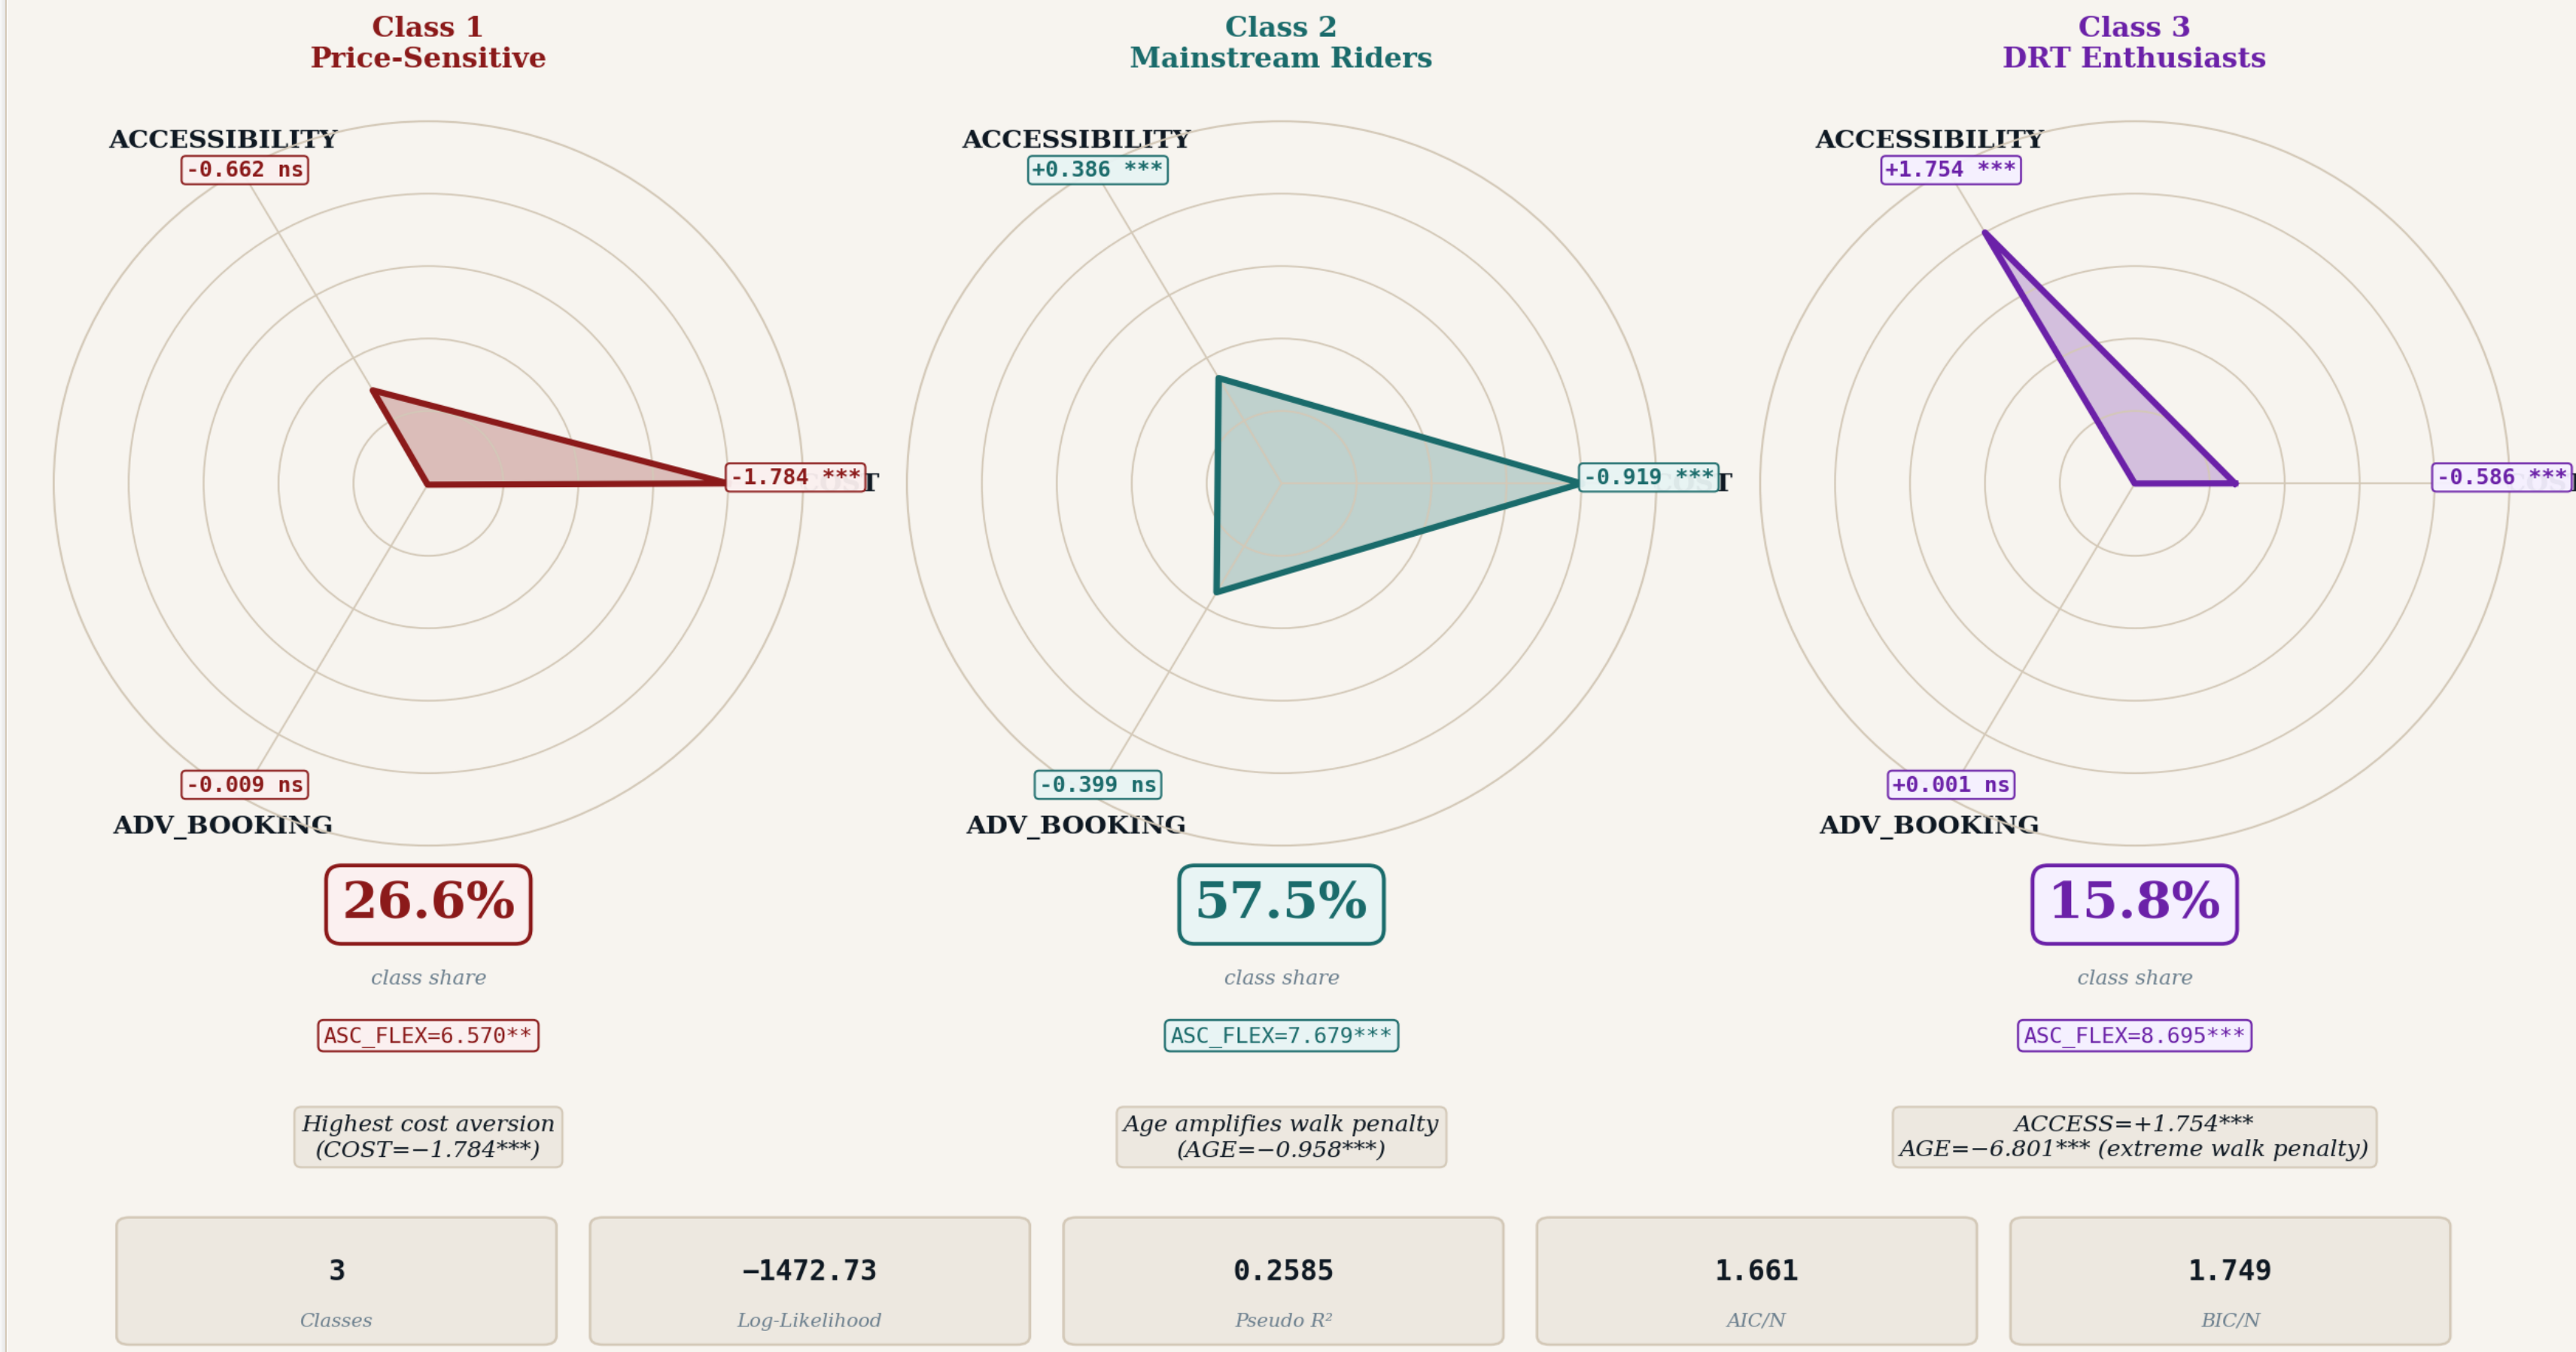 Class 1
Price-Sensitive
Class 2
Mainstream Riders
Class 3
DRT Enthusiasts
ACCESSIBILITY
-0.662 ns
ACCESSIBILITY
+0.386 ***
ACCESSIBILITY
+1.754 ***
-1.784 ***
COST
-0.919 ***
COST
-0.586 ***
-0.009 ns
ADV_BOOKING
-0.399 ns
ADV_BOOKING
+0.001 ns
ADV_BOOKING
26.6%
class share
57.5%
class share
15.8%
class share
ASC_FLEX=6.570**
ASC_FLEX=7.679***
ASC_FLEX=8.695***
Highest cost aversion
(COST=−1.784***)
Age amplifies walk penalty
(AGE=−0.958***)
ACCESS=+1.754***
AGE=−6.801*** (extreme walk penalty)
3
Classes
−1472.73
Log-Likelihood
0.2585
Pseudo R²
1.661
AIC/N
1.749
BIC/N